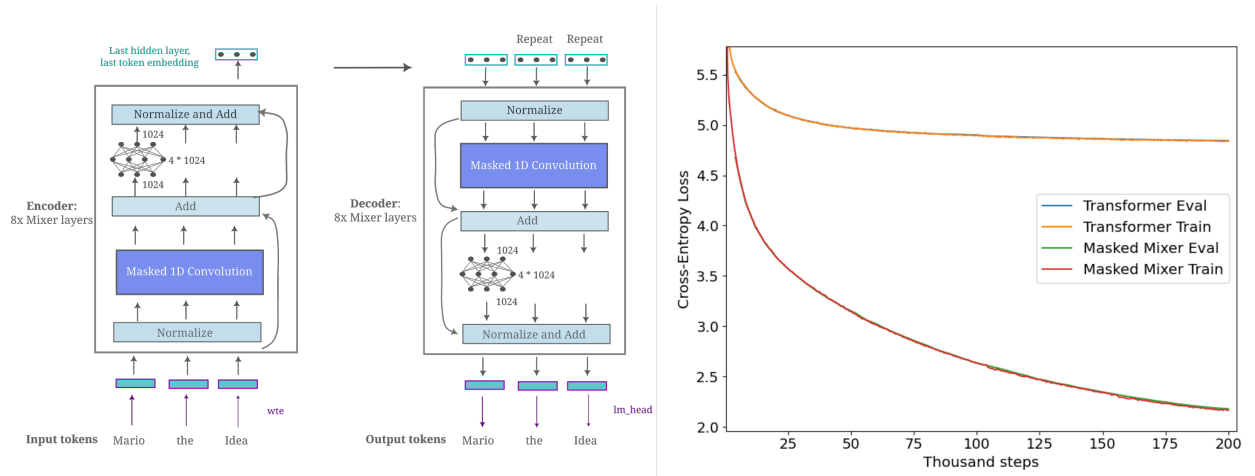 Last hidden layer,
last token embedding
Normalize and Add
1024
4 * 1024
1024
Add
Encoder:
8x Mixer layers
Masked 1D Convolution
Normalize
wte
Input tokens
Mario the Idea
Repeat Repeat
Normalize
Masked 1D Convolution
Decoder:
8x Mixer layers
Add
1024
4 * 1024
1024
Normalize and Add
lm_head
Output tokens
Mario the Idea
Cross-Entropy Loss
5.5
5.0
4.5
4.0
3.5
3.0
2.5
2.0
Transformer Eval
Transformer Train
Masked Mixer Eval
Masked Mixer Train
25 50 75 100 125 150 175 200
Thousand steps